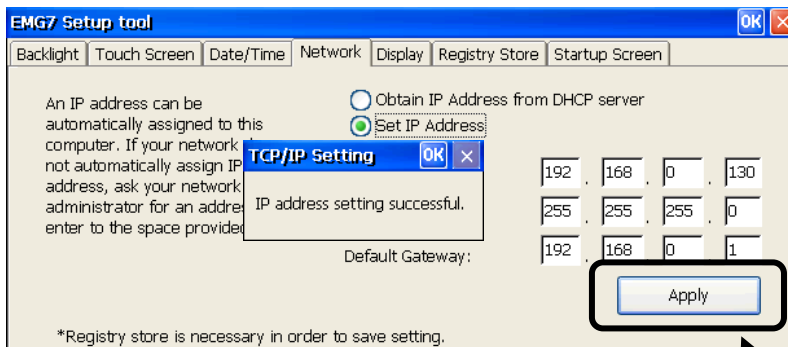 EMG7 Setup tool OK
Backlight Touch Screen Date/Time Network Display Registry Store Startup Screen
An IP address can be
automatically assigned to this
computer. If your network
not automatically assign IP
address, ask your network
administrator for an addre
enter to the space provided
Obtain IP Address from DHCP server
Set IP Address
TCP/IP Setting OK
IP address setting successful.
192 . 168 . 0 . 130
255 . 255 . 255 . 0
Default Gateway: 192 . 168 . 0 . 1
Apply
*Registry store is necessary in order to save setting.